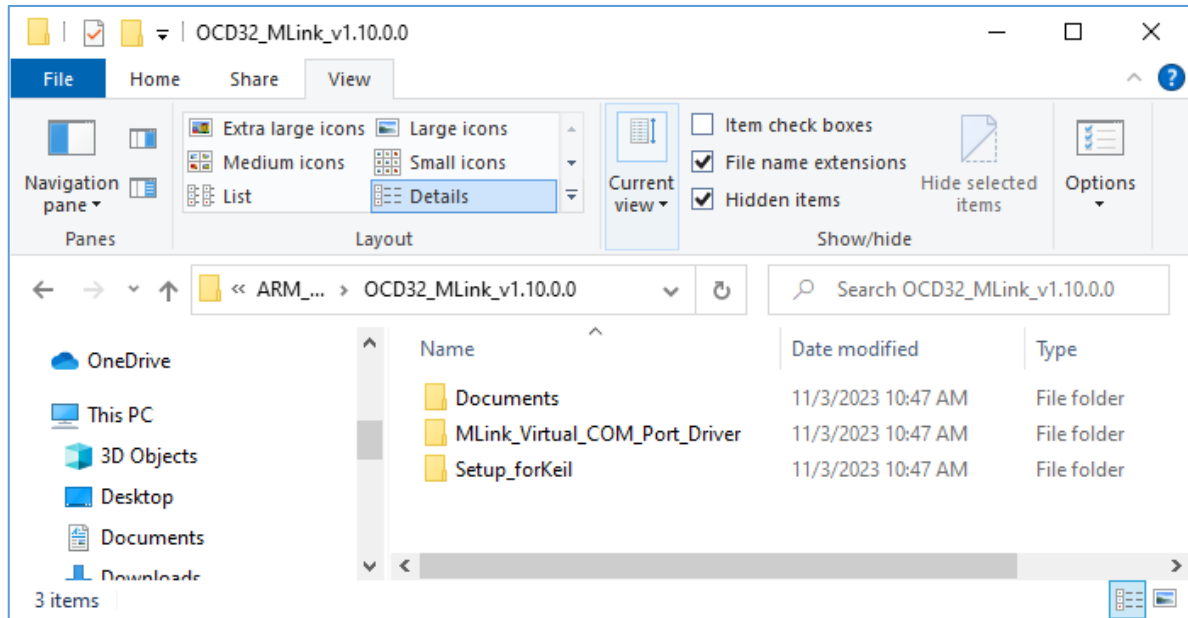 OCD32_MLink_v1.10.0.0
File Home Share View
Extra large icons Large icons
Medium icons Small icons
List Details
Navigation pane
Panes
Layout
Current view
Item check boxes
File name extensions
Hidden items
Hide selected items
Options
Show/hide
« ARM_... › OCD32_MLink_v1.10.0.0
Search OCD32_MLink_v1.10.0.0
OneDrive
This PC
3D Objects
Desktop
Documents
Downloads
Name Date modified Type
Documents 11/3/2023 10:47 AM File folder
MLink_Virtual_COM_Port_Driver 11/3/2023 10:47 AM File folder
Setup_forKeil 11/3/2023 10:47 AM File folder
3 items